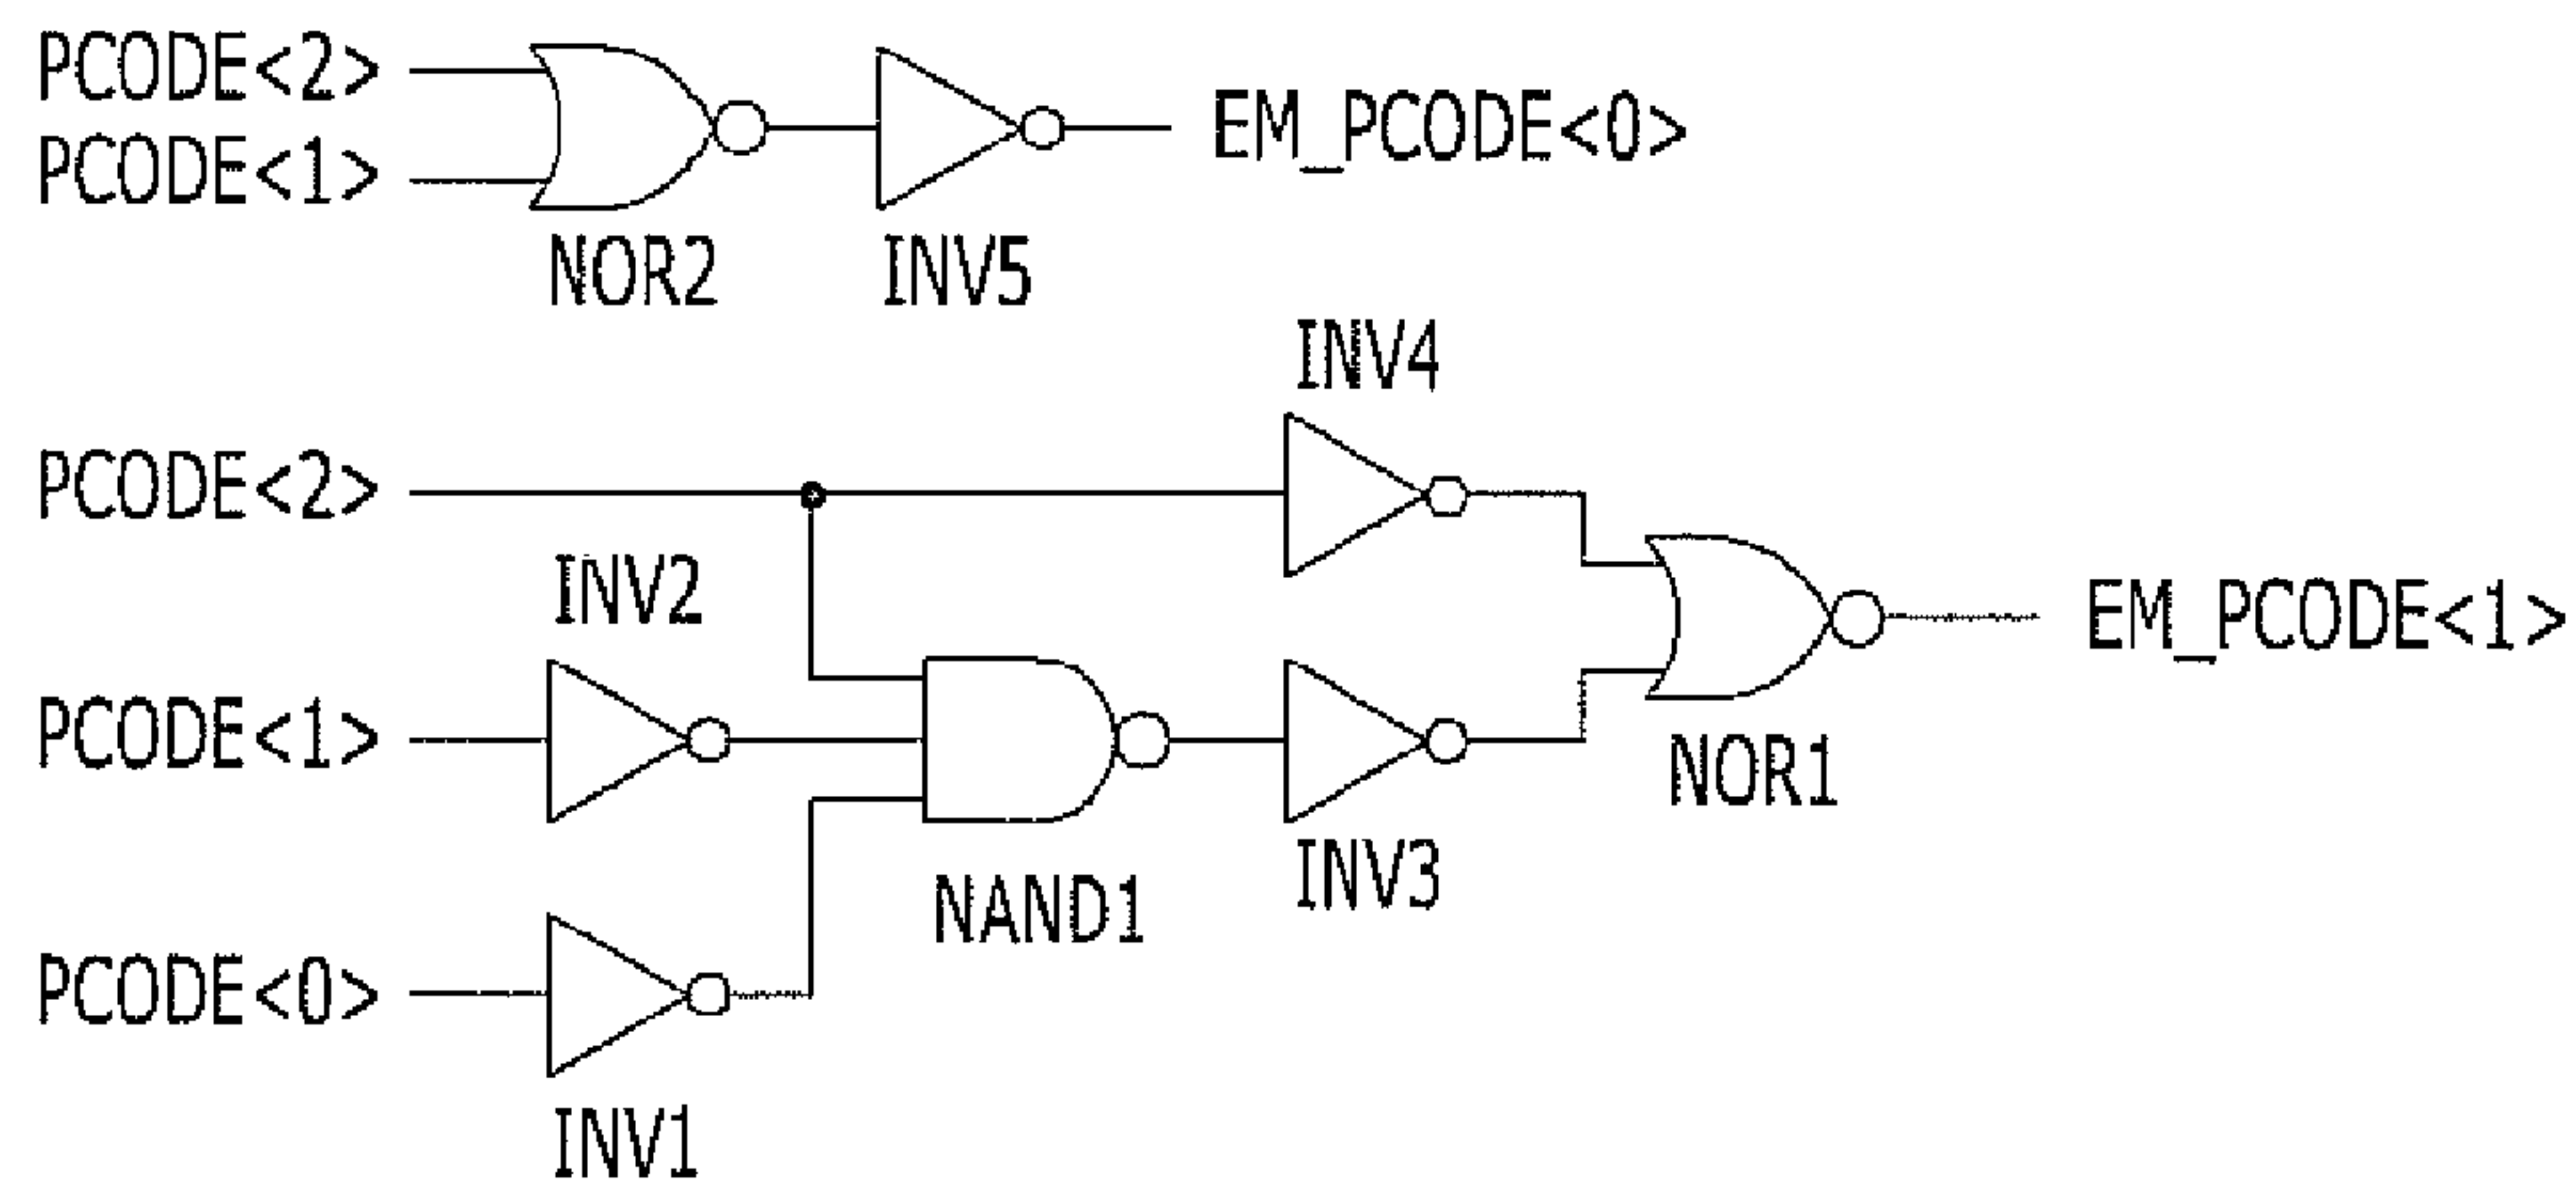 PCODE<2>
PCODE<1>
EM_PCODE<0>
NOR2
INV5
INV4
PCODE<2>
INV2
EM_PCODE<1>
PCODE<1>
NOR1
INV3
NAND1
PCODE<0>
INV1